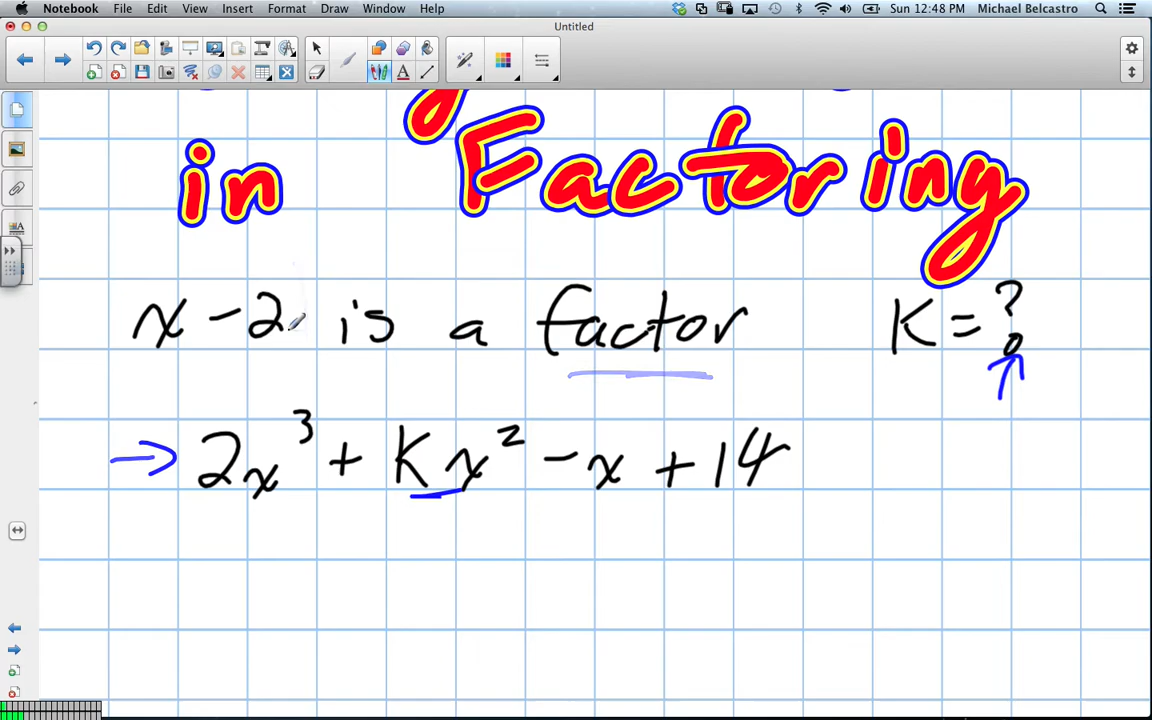 Notebook File Edit View Insert Format Draw Window Help Sun 12:48 PM Michael Belcastro
Untitled
in Factoring
x - 2 is a factor K = ?
→ 2x³ + Kx² - x + 14